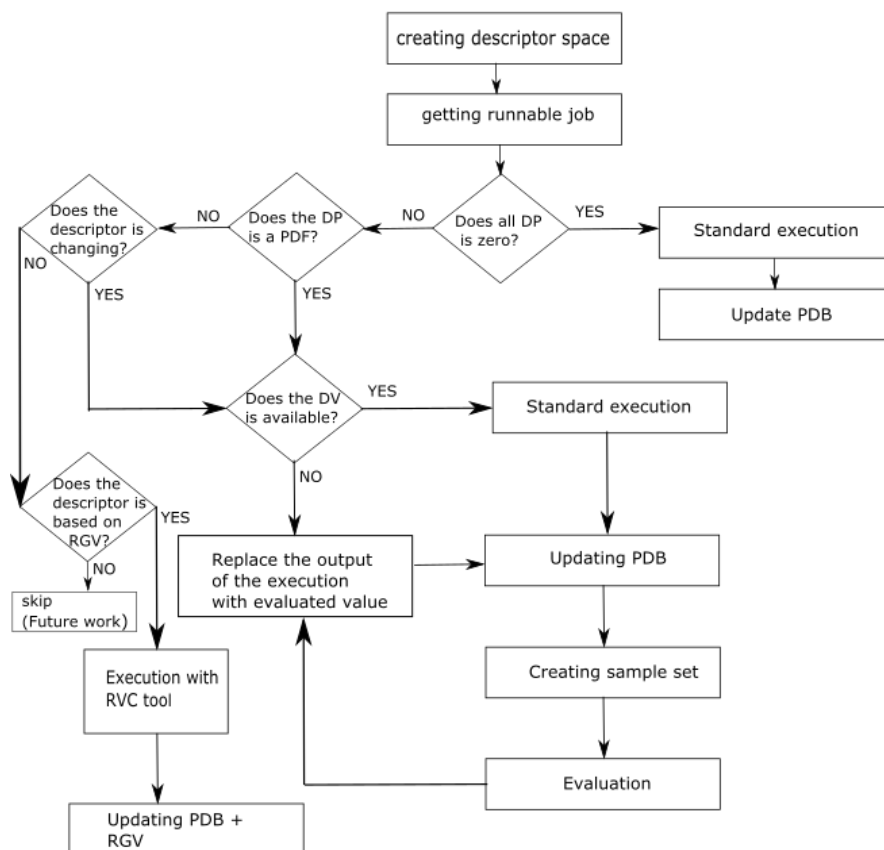 creating descriptor space
getting runnable job
Does the
descriptor is
changing?
NO
Does the DP
is a PDF?
NO
Does all DP
is zero?
YES
Standard execution
Update PDB
NO
YES
YES
Does the DV
is available?
YES
Standard execution
NO
Does the
descriptor is
based on
RGV?
YES
NO
skip
(Future work)
Replace the output
of the execution
with evaluated value
Updating PDB
Execution with
RVC tool
Creating sample set
Evaluation
Updating PDB +
RGV